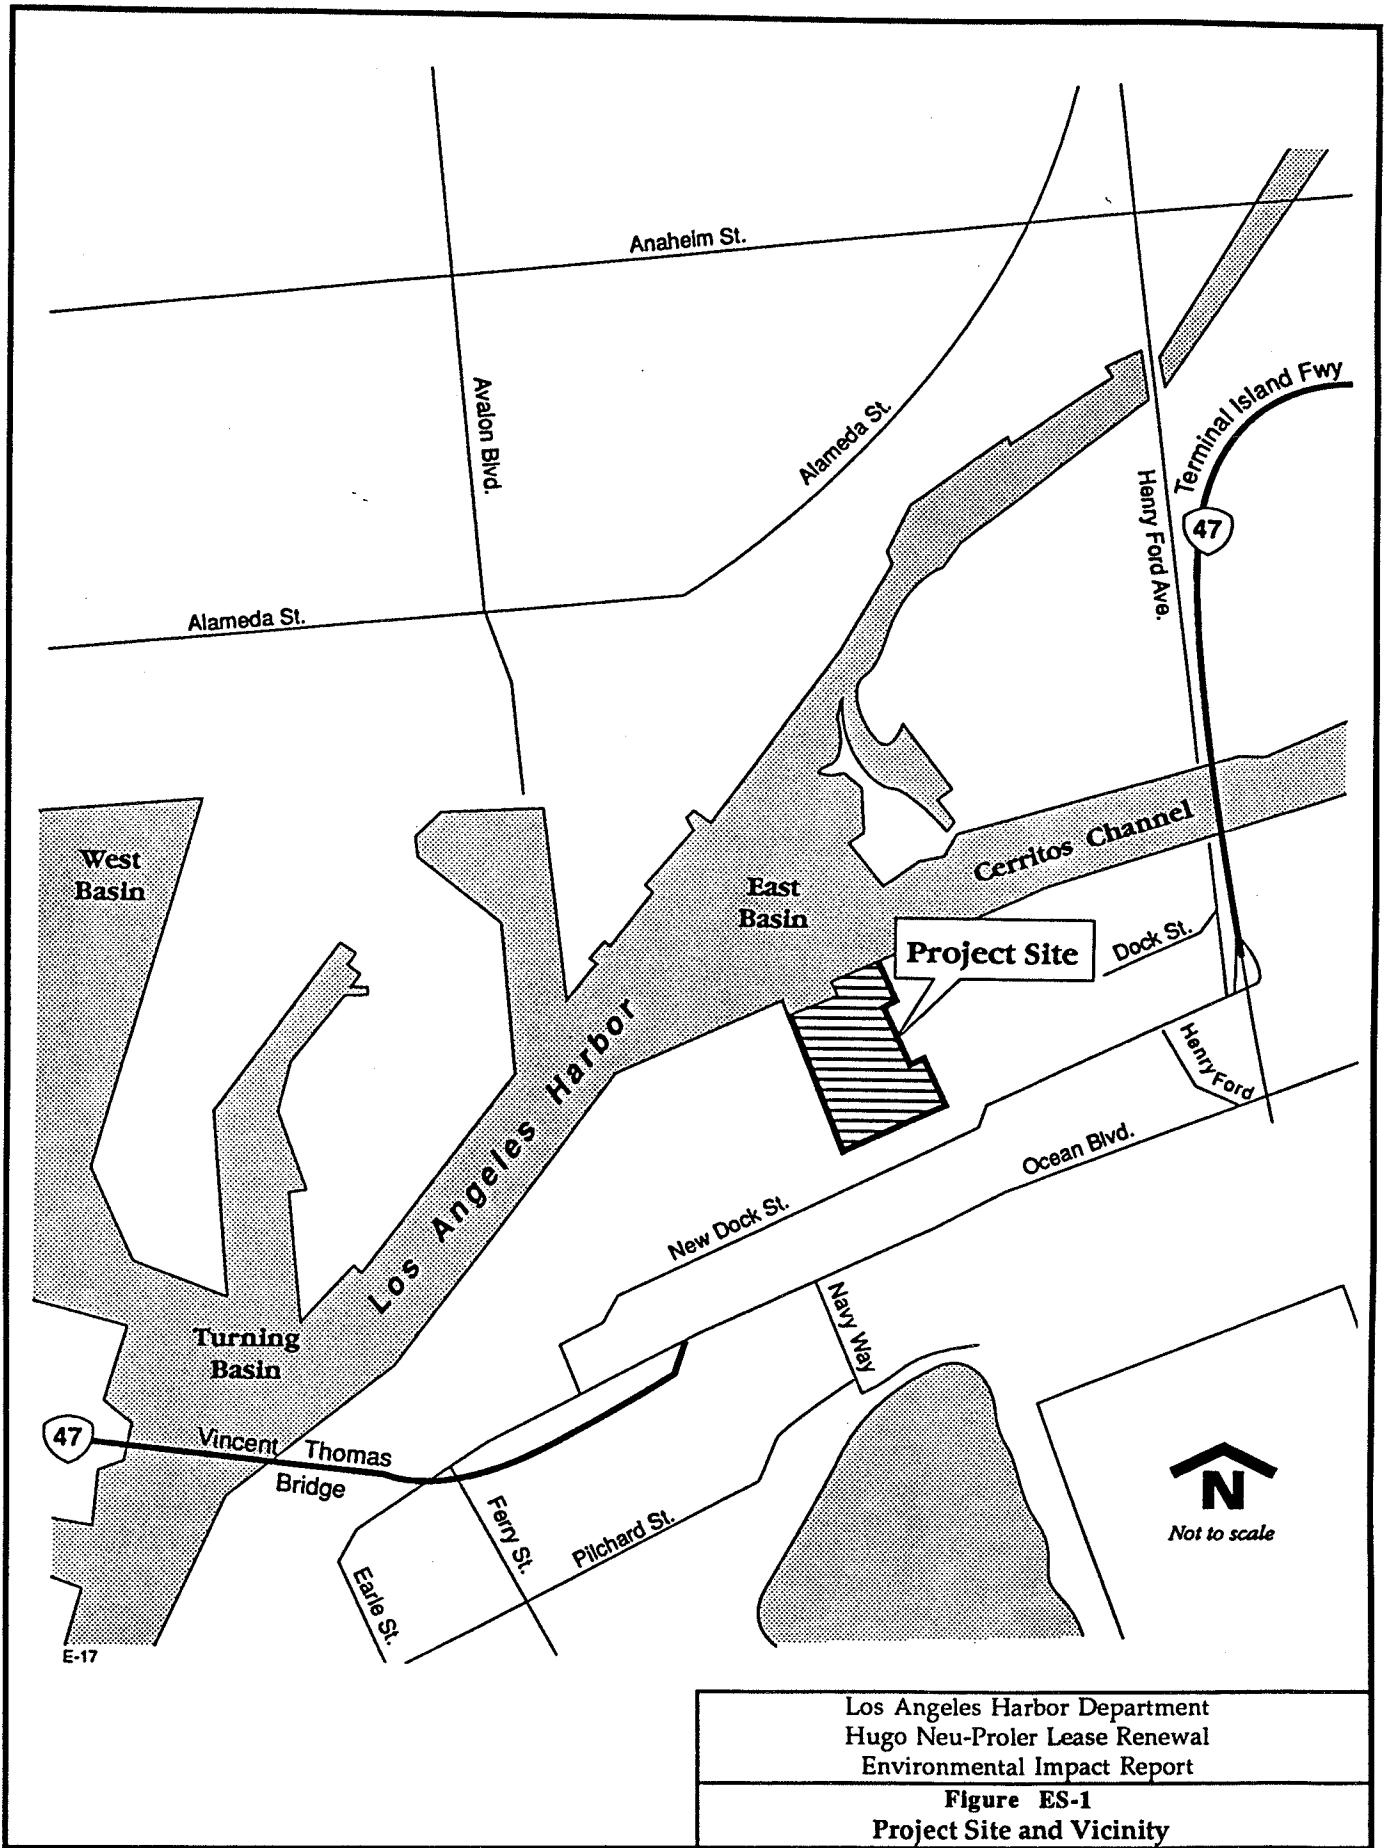 Anaheim St.
Avalon Blvd.
Alameda St.
Terminal Island Fwy
Henry Ford Ave.
47
Alameda St.
West
Basin
East
Basin
Cerritos Channel
Project Site
Dock St.
Los Angeles Harbor
Henry Ford
Ocean Blvd.
New Dock St.
Navy Way
Turning
Basin
47
Vincent Thomas
Bridge
Ferry St.
Pilchard St.
Earle St.
N
Not to scale
E-17
Los Angeles Harbor Department
Hugo Neu-Proler Lease Renewal
Environmental Impact Report
Figure ES-1
Project Site and Vicinity